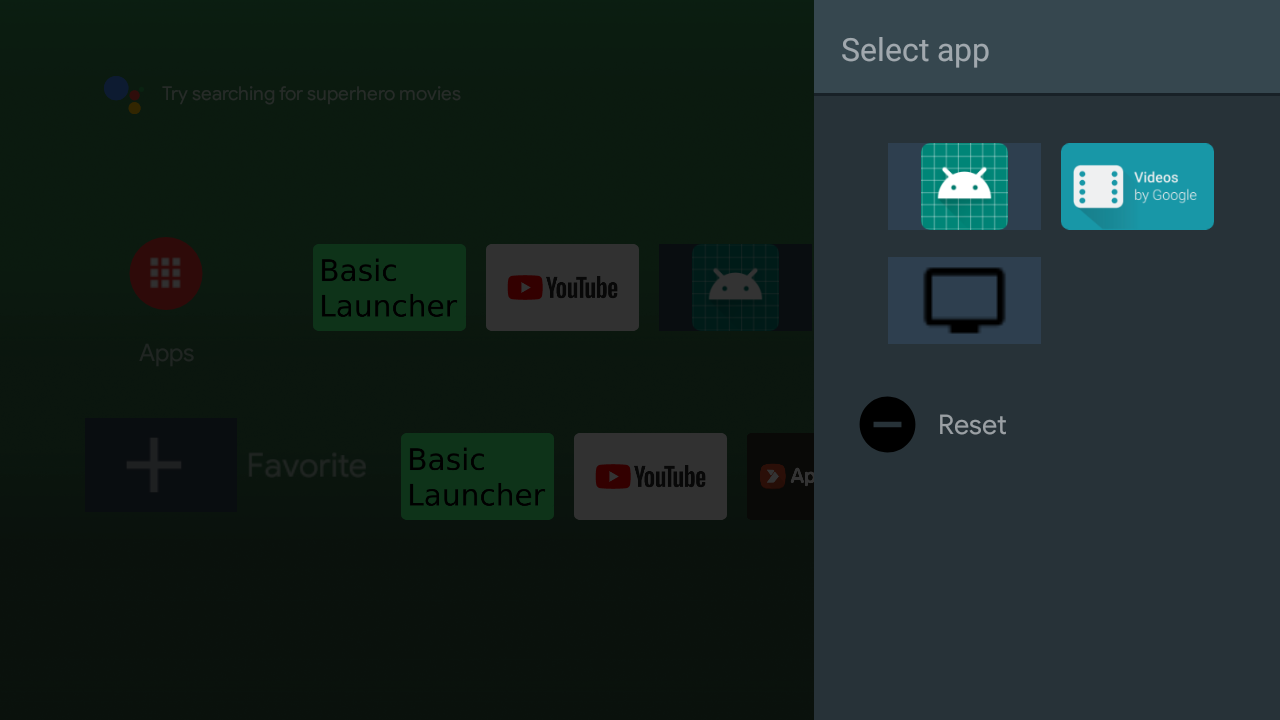 Select app
Try searching for superhero movies
Videos
by Google
Basic
Launcher
YouTube
Apps
Reset
Favorite
Basic
Launcher
YouTube
Ap